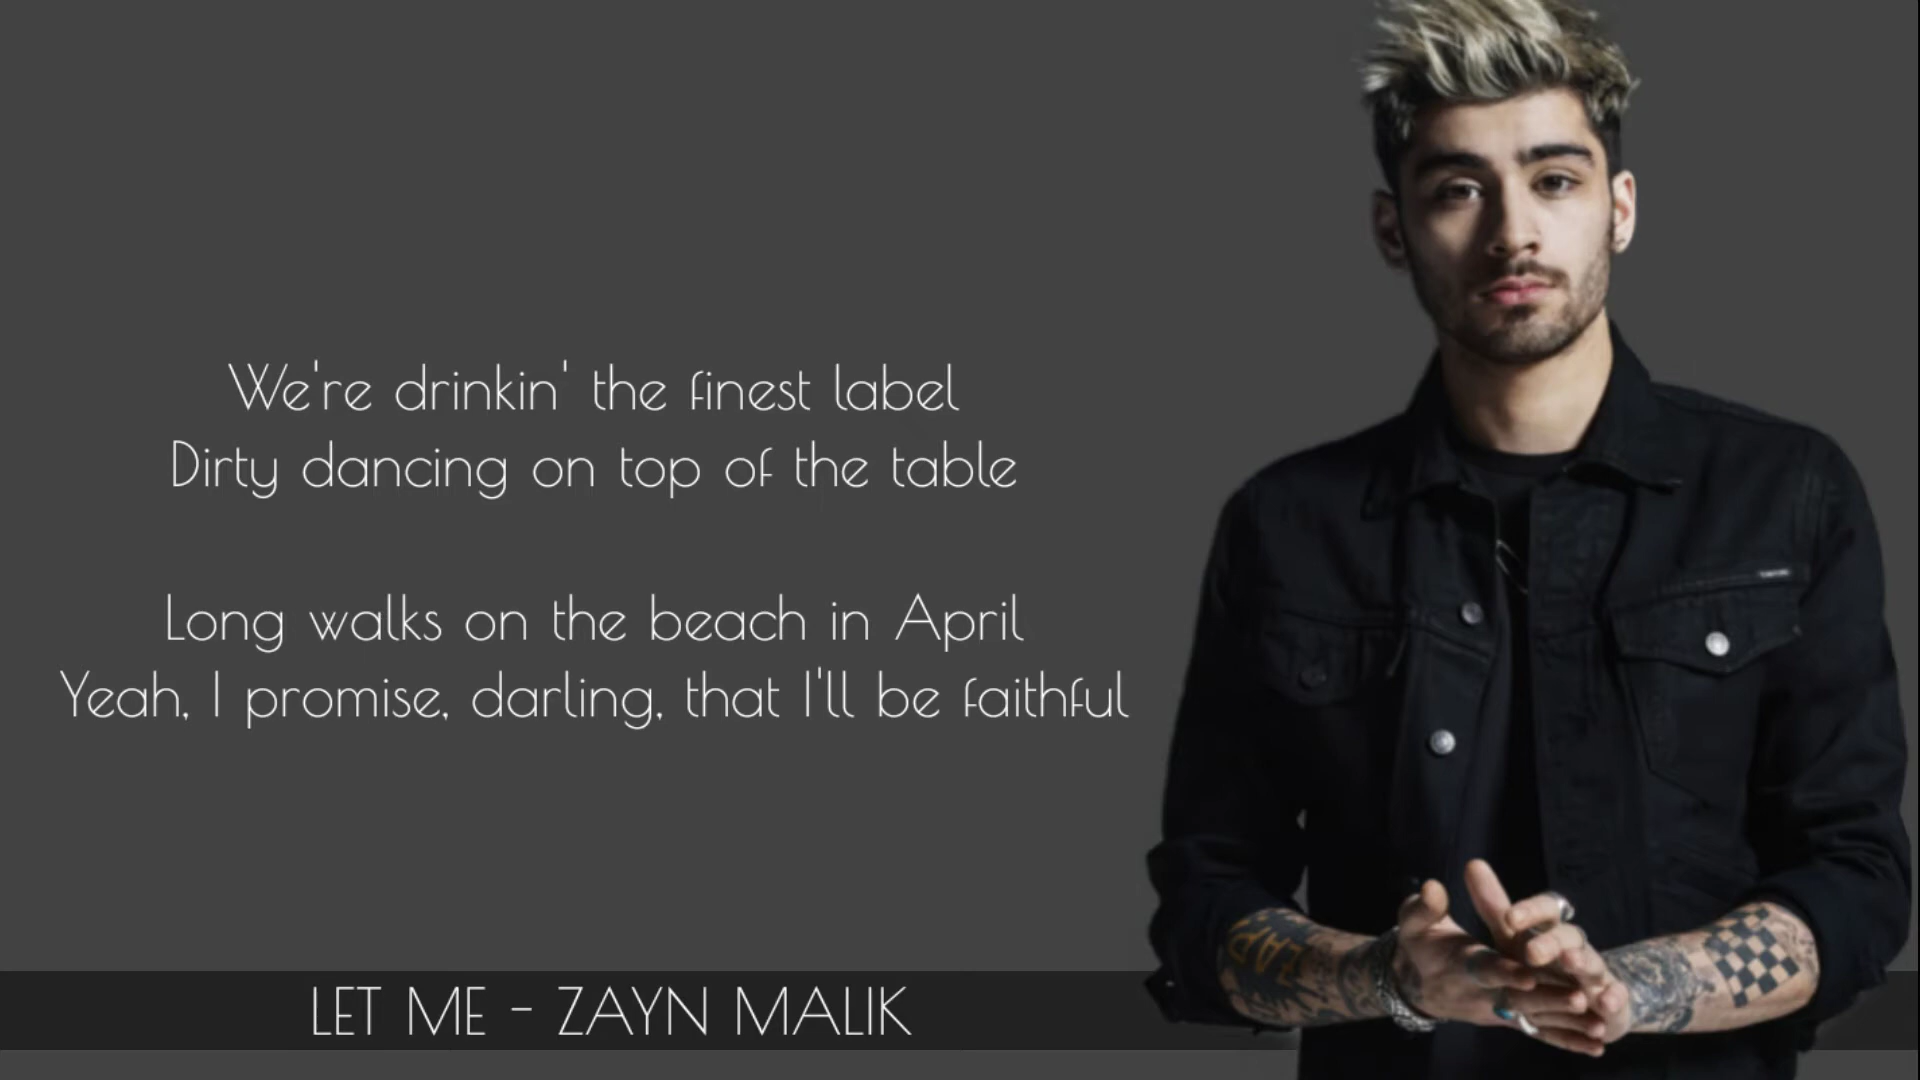 We're drinkin' the finest label
Dirty dancing on top of the table
Long walks on the beach in April
Yeah, I promise, darling, that I'll be faithful
LET ME - ZAYN MALIK
ZAP!